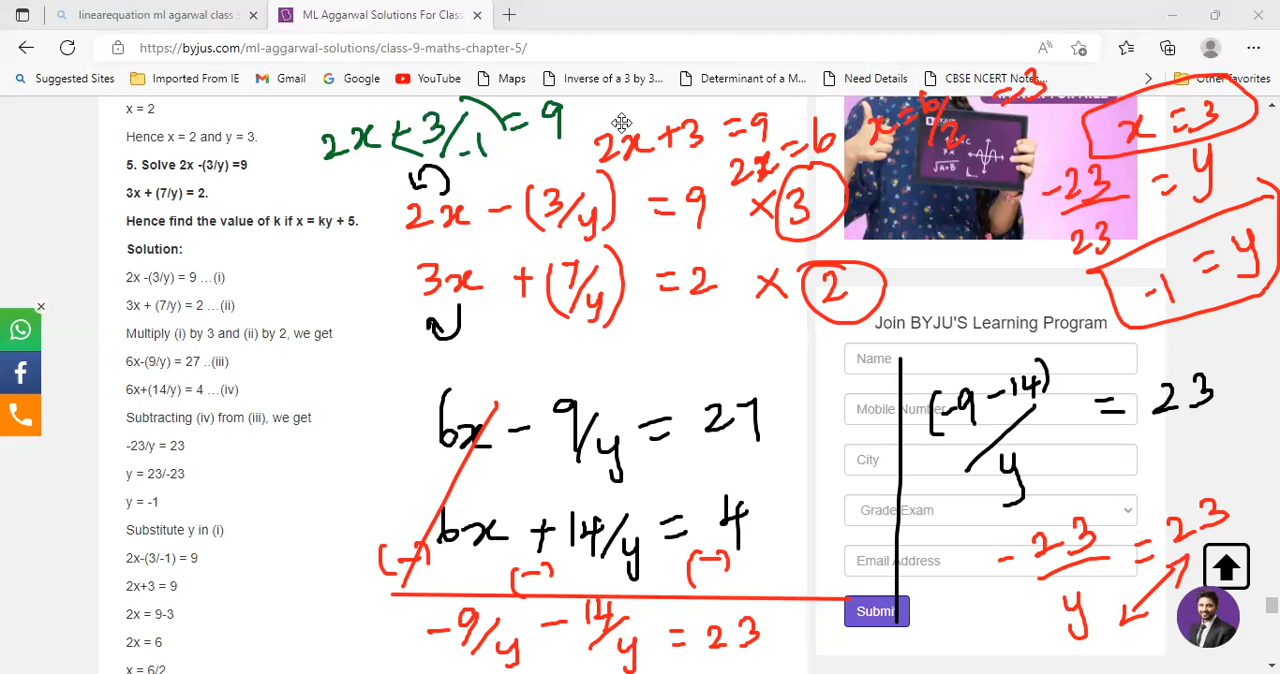 linearequation ml agarwal class 9
ML Aggarwal Solutions For Class
https://byjus.com/ml-aggarwal-solutions/class-9-maths-chapter-5/
Suggested Sites
Imported From IE
Gmail
Google
YouTube
Maps
Inverse of a 3 by 3...
Determinant of a M...
Need Details
CBSE NCERT Notes...
Other favorites
x = 2
Hence x = 2 and y = 3.
5. Solve 2x -(3/y) =9
3x + (7/y) = 2.
Hence find the value of k if x = ky + 5.
Solution:
2x -(3/y) = 9 ...(i)
3x + (7/y) = 2 ...(ii)
Multiply (i) by 3 and (ii) by 2, we get
6x-(9/y) = 27 ..(iii)
6x+(14/y) = 4 ...(iv)
Subtracting (iv) from (iii), we get
-23/y = 23
y = 23/-23
y = -1
Substitute y in (i)
2x-(3/-1) = 9
2x+3 = 9
2x = 9-3
2x = 6
x = 6/2
2x - 3/-1 = 9
2x + 3 = 9
2x = 6
x = 6/2 = 3
2x - (3/y) = 9 × 3
3x + (7/y) = 2 × 2
6x - 9/y = 27
6x + 14/y = 4
(-) (-) (-)
-9/y - 14/y = 23
x = 3
-23/23 = y
-1 = y
Join BYJU'S Learning Program
Name
Mobile Number
City
Grade/Exam
Email Address
Submit
(-9 -14)/y = 23
-23/y = 23